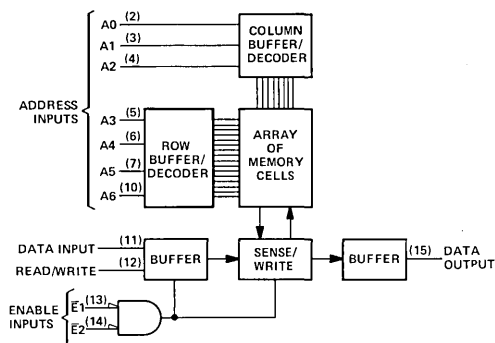 A0 (2)
A1 (3)
A2 (4)
COLUMN
BUFFER/
DECODER
ADDRESS
INPUTS
A3 (5)
A4 (6)
A5 (7)
A6 (10)
ROW
BUFFER/
DECODER
ARRAY
OF
MEMORY
CELLS
DATA INPUT (11)
READ/WRITE (12)
BUFFER
SENSE/
WRITE
BUFFER
(15) DATA
OUTPUT
ENABLE
INPUTS
E̅1 (13)
E̅2 (14)